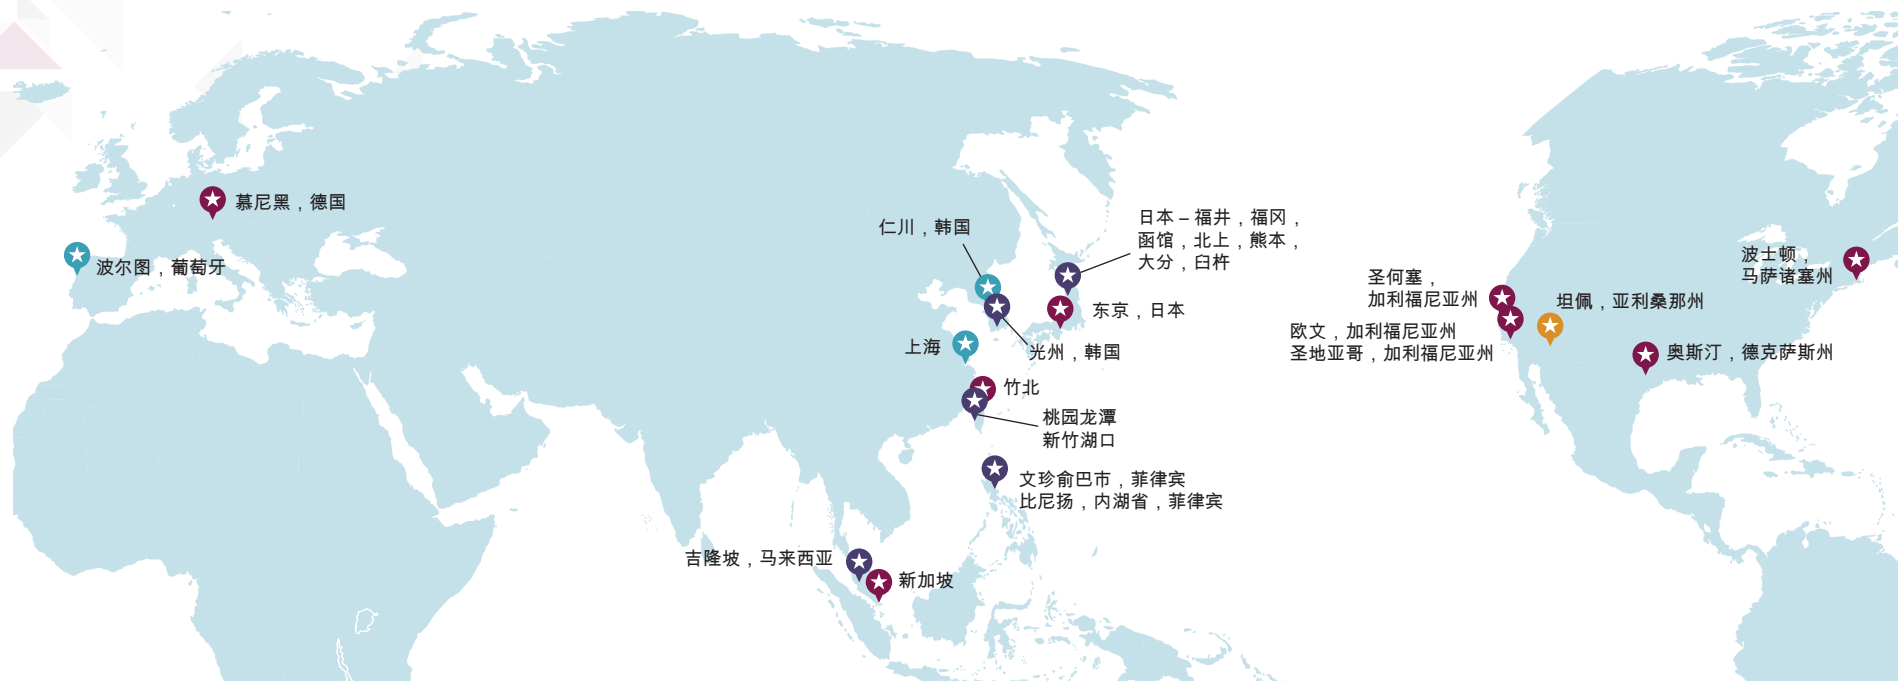 慕尼黑，德国
波尔图，葡萄牙
仁川，韩国
日本 – 福井，福冈，
函馆，北上，熊本，
大分，臼杵
东京，日本
光州，韩国
上海
竹北
桃园龙潭
新竹湖口
文珍俞巴市，菲律宾
比尼扬，内湖省，菲律宾
吉隆坡，马来西亚
新加坡
圣何塞，
加利福尼亚州
欧文，加利福尼亚州
圣地亚哥，加利福尼亚州
坦佩，亚利桑那州
奥斯汀，德克萨斯州
波士顿，
马萨诸塞州